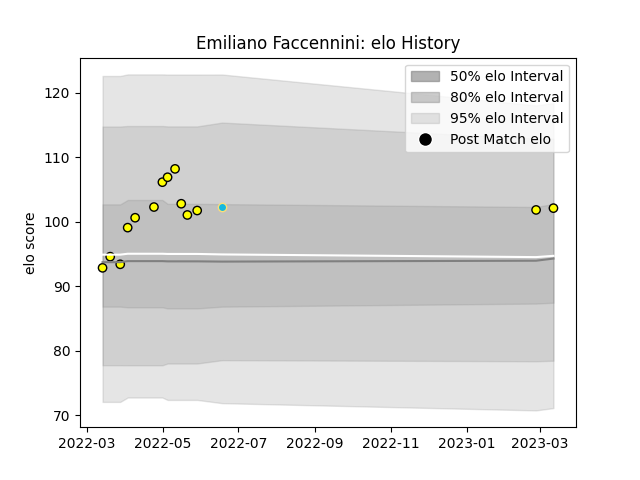 Emiliano Faccennini: elo History
50% elo Interval
80% elo Interval
95% elo Interval
Post Match elo
elo score
120
110
100
90
80
70
2022-03
2022-05
2022-07
2022-09
2022-11
2023-01
2023-03